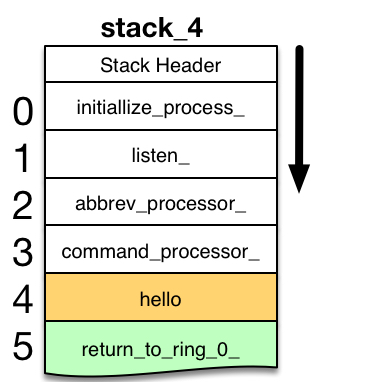 stack_4
Stack Header
0 initiallize_process_
1 listen_
2 abbrev_processor_
3 command_processor_
4 hello
5 return_to_ring_0_